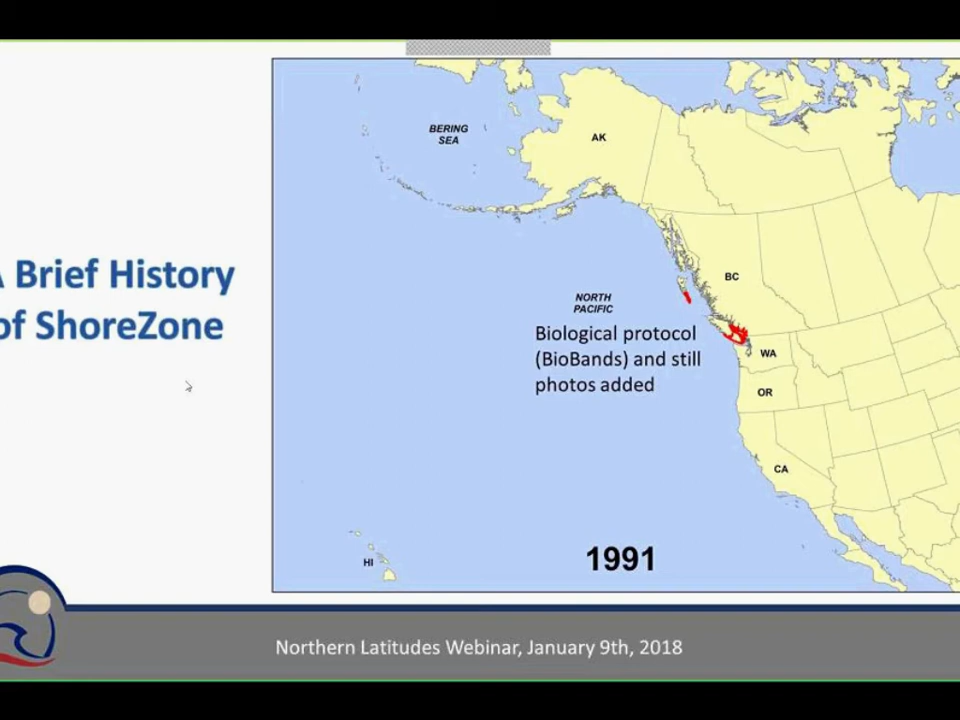 A Brief History
of ShoreZone
BERING
SEA
AK
BC
NORTH
PACIFIC
Biological protocol
(BioBands) and still
photos added
WA
OR
CA
HI
1991
Northern Latitudes Webinar, January 9th, 2018